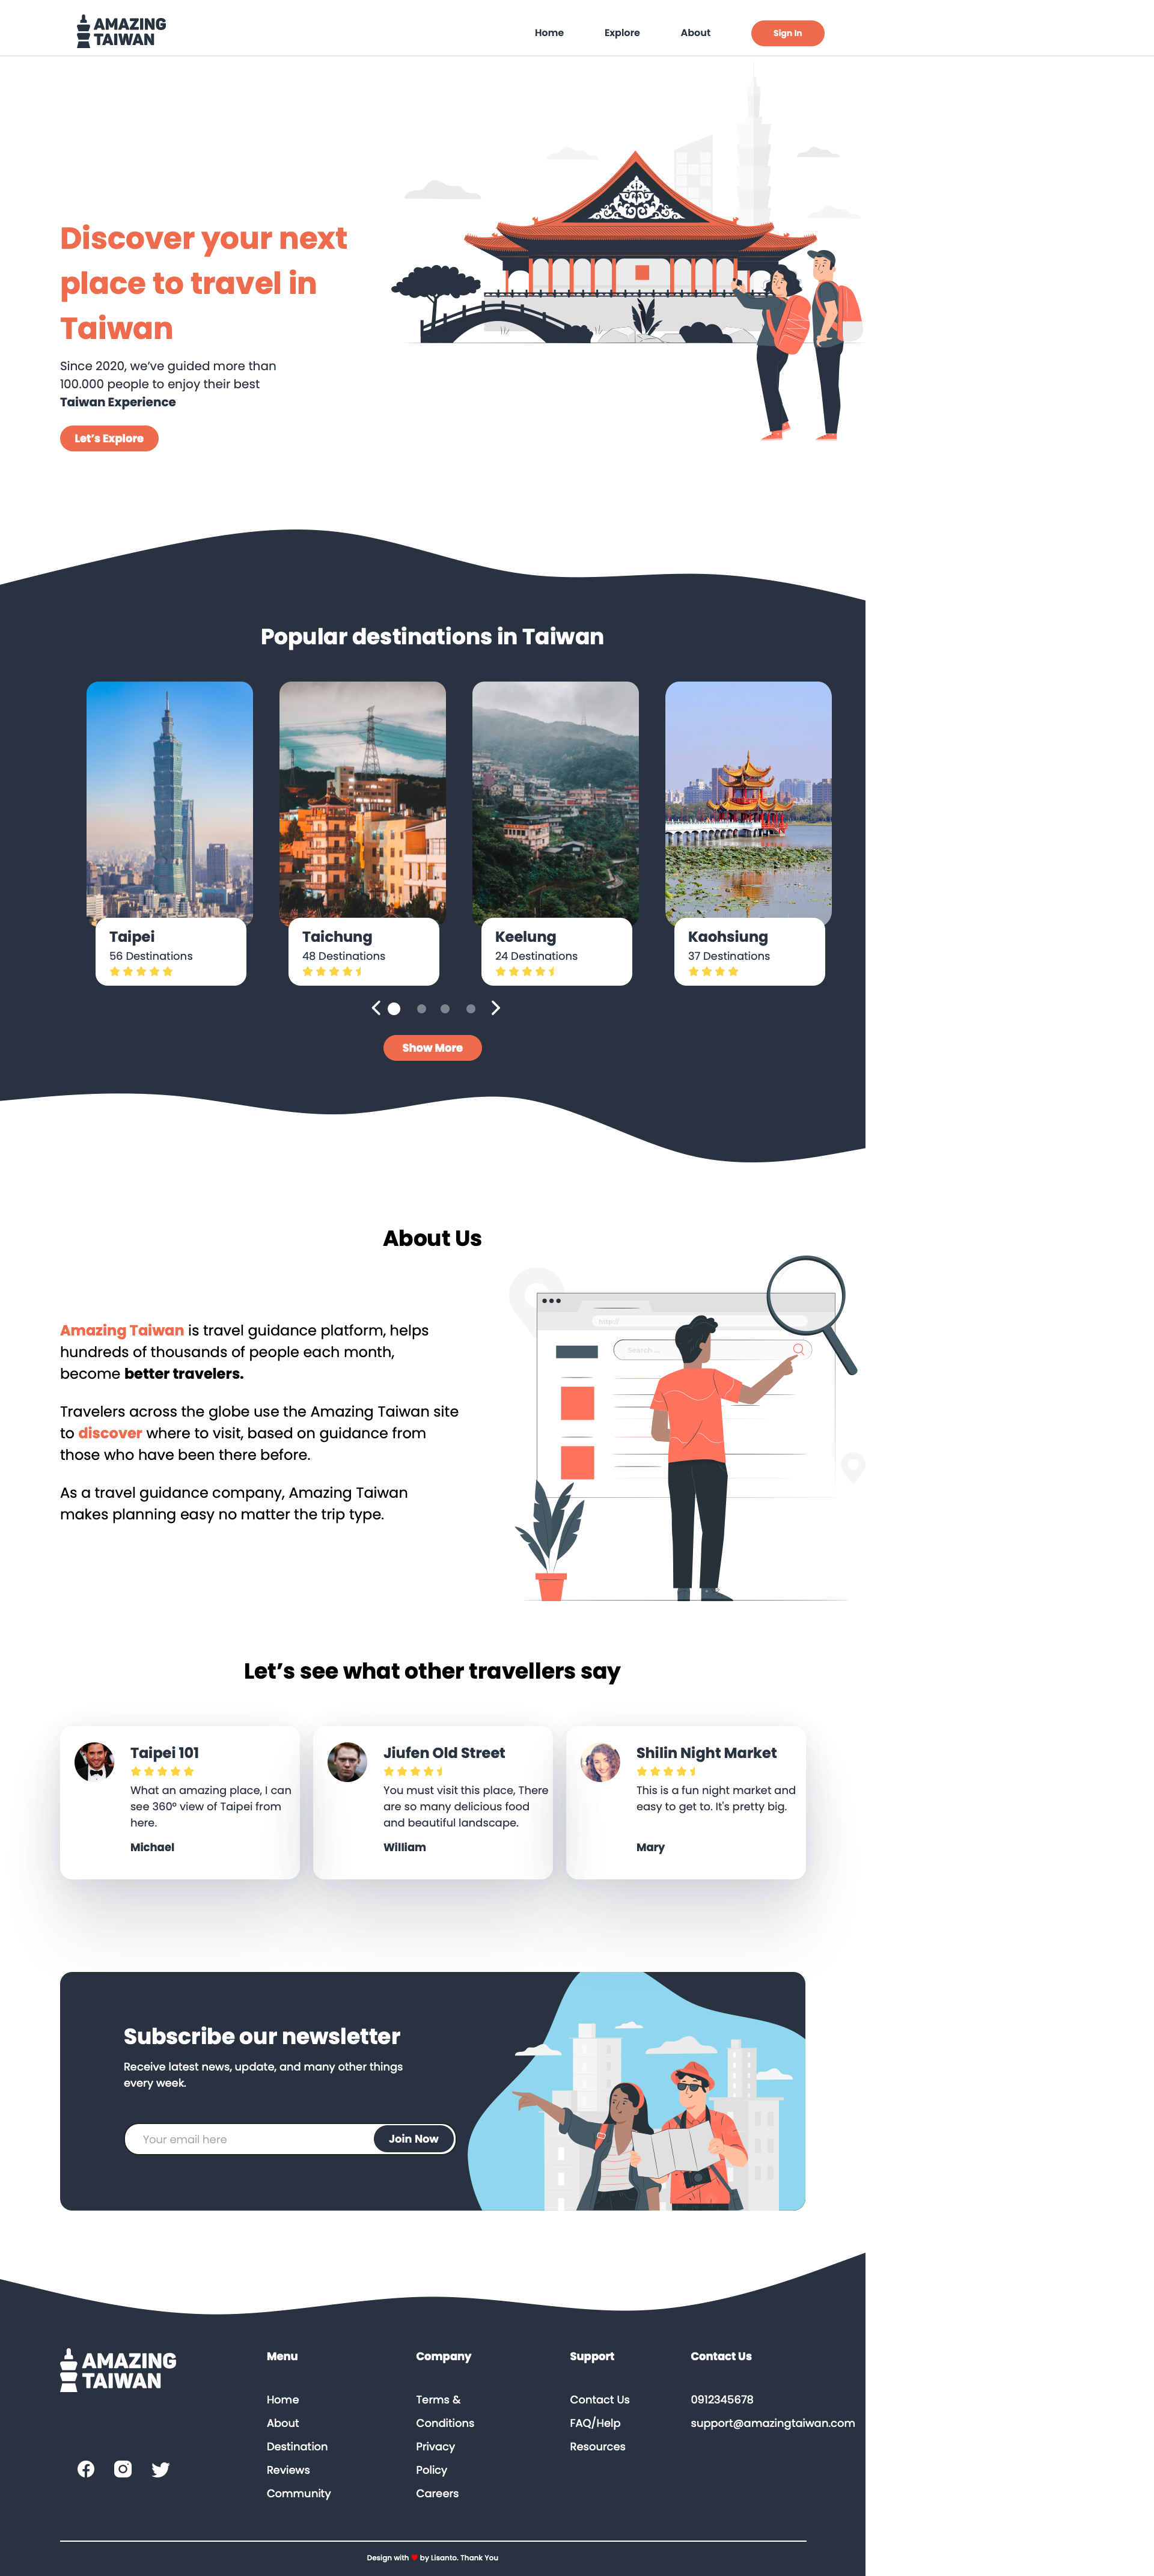 AMAZING
TAIWAN
Home
Explore
About
Sign In
Discover your next
place to travel in
Taiwan
Since 2020, we've guided more than
100.000 people to enjoy their best
Taiwan Experience
Let's Explore
Popular destinations in Taiwan
Taipei
56 Destinations
Taichung
48 Destinations
Keelung
24 Destinations
Kaohsiung
37 Destinations
Show More
About Us
http://
Search ...
Amazing Taiwan is travel guidance platform, helps
hundreds of thousands of people each month,
become better travelers.
Travelers across the globe use the Amazing Taiwan site
to discover where to visit, based on guidance from
those who have been there before.
As a travel guidance company, Amazing Taiwan
makes planning easy no matter the trip type.
Let's see what other travellers say
Taipei 101
What an amazing place, I can
see 360° view of Taipei from
here.
Michael
Jiufen Old Street
You must visit this place, There
are so many delicious food
and beautiful landscape.
William
Shilin Night Market
This is a fun night market and
easy to get to. It's pretty big.
Mary
Subscribe our newsletter
Receive latest news, update, and many other things
every week.
Your email here
Join Now
AMAZING
TAIWAN
Menu
Home
About
Destination
Reviews
Community
Company
Terms &
Conditions
Privacy
Policy
Careers
Support
Contact Us
FAQ/Help
Resources
Contact Us
0912345678
support@amazingtaiwan.com
Design with ♥ by Lisanto. Thank You